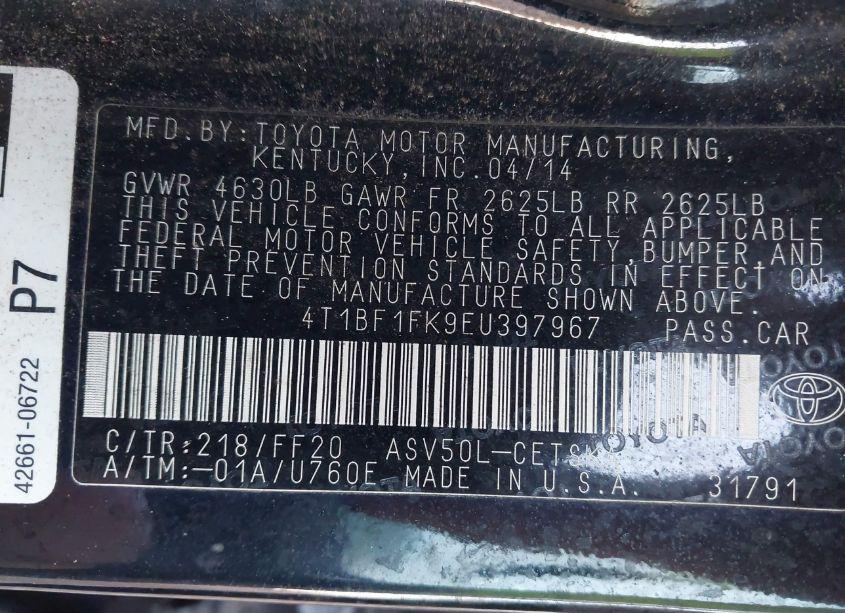 MFD.BY:TOYOTA MOTOR MANUFACTURING,
KENTUCKY,INC.04/14
GVWR 4630LB GAWR FR 2625LB RR 2625LB
THIS VEHICLE CONFORMS TO ALL APPLICABLE
FEDERAL MOTOR VEHICLE SAFETY,BUMPER,AND
THEFT PREVENTION STANDARDS IN EFFECT ON
THE DATE OF MANUFACTURE SHOWN ABOVE.
4T1BF1FK9EU397967 PASS.CAR
C/TR:218/FF20 TOYOTA
A/TM:-01A/U760E MADE IN U.S.A. 31791
P7
42661-06722
TOYOTA